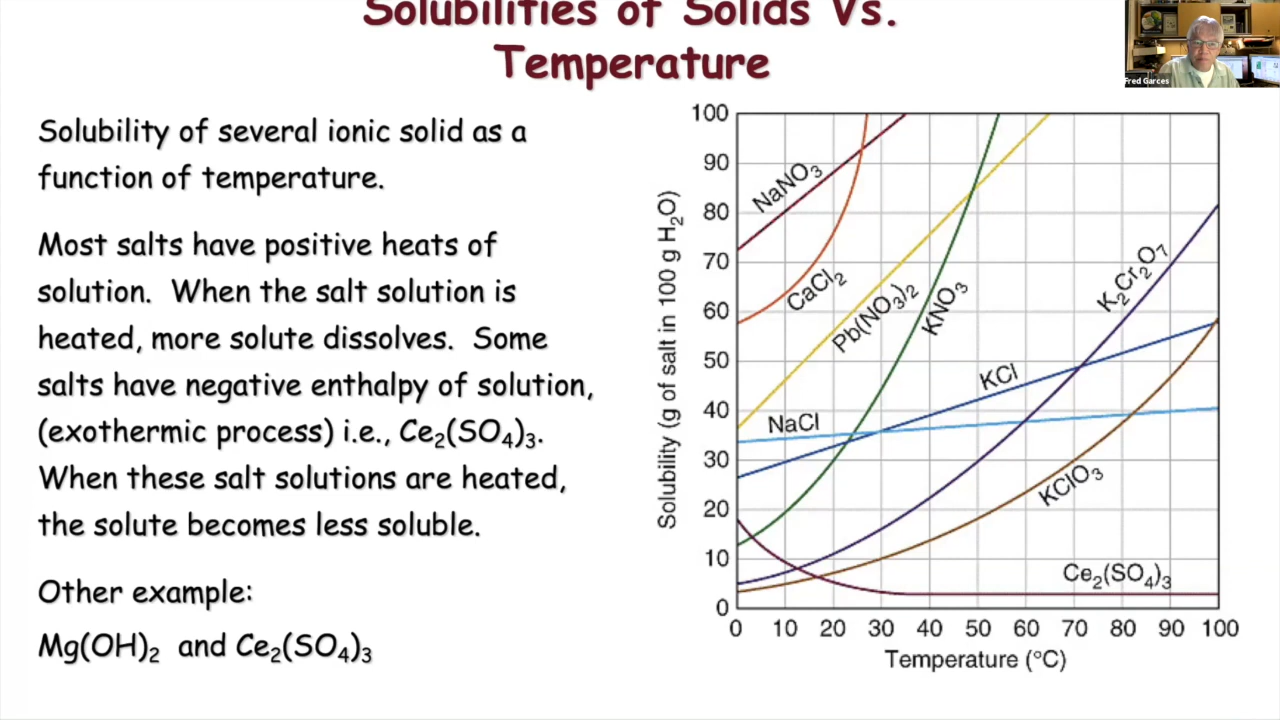 Solubilities of Solids Vs.
Temperature
Fred Garces
Solubility of several ionic solid as a
function of temperature.
Most salts have positive heats of
solution. When the salt solution is
heated, more solute dissolves. Some
salts have negative enthalpy of solution,
(exothermic process) i.e., Ce₂(SO₄)₃.
When these salt solutions are heated,
the solute becomes less soluble.
Other example:
Mg(OH)₂ and Ce₂(SO₄)₃
Solubility (g of salt in 100 g H₂O)
100
90
80
70
60
50
40
30
20
10
0
NaNO₃
CaCl₂
Pb(NO₃)₂
KNO₃
K₂Cr₂O₇
KCl
NaCl
KClO₃
Ce₂(SO₄)₃
0 10 20 30 40 50 60 70 80 90 100
Temperature (°C)